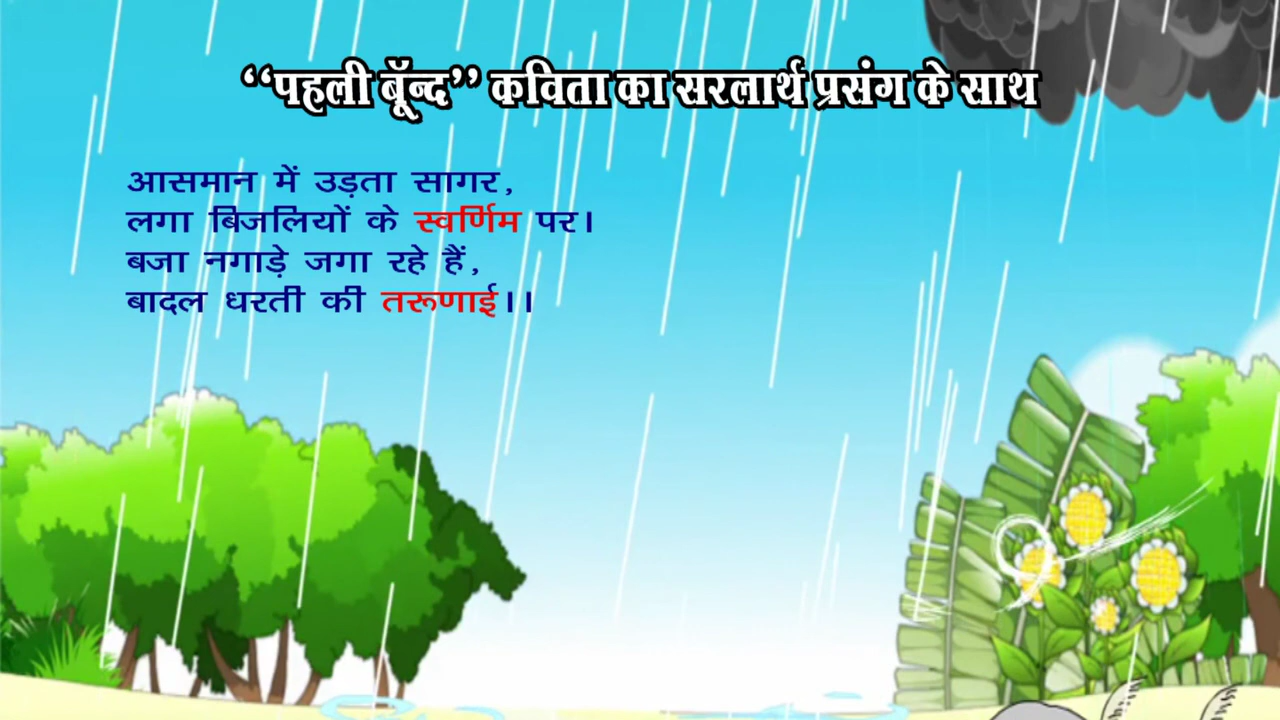 “पहली बूॅन्द” कविता का सरलार्थ प्रसंग के साथ
आसमान में उड़ता सागर,
लगा बिजलियों के स्वर्णिम पर।
बजा नगाड़े जगा रहे हैं,
बादल धरती की तरूणाई।।